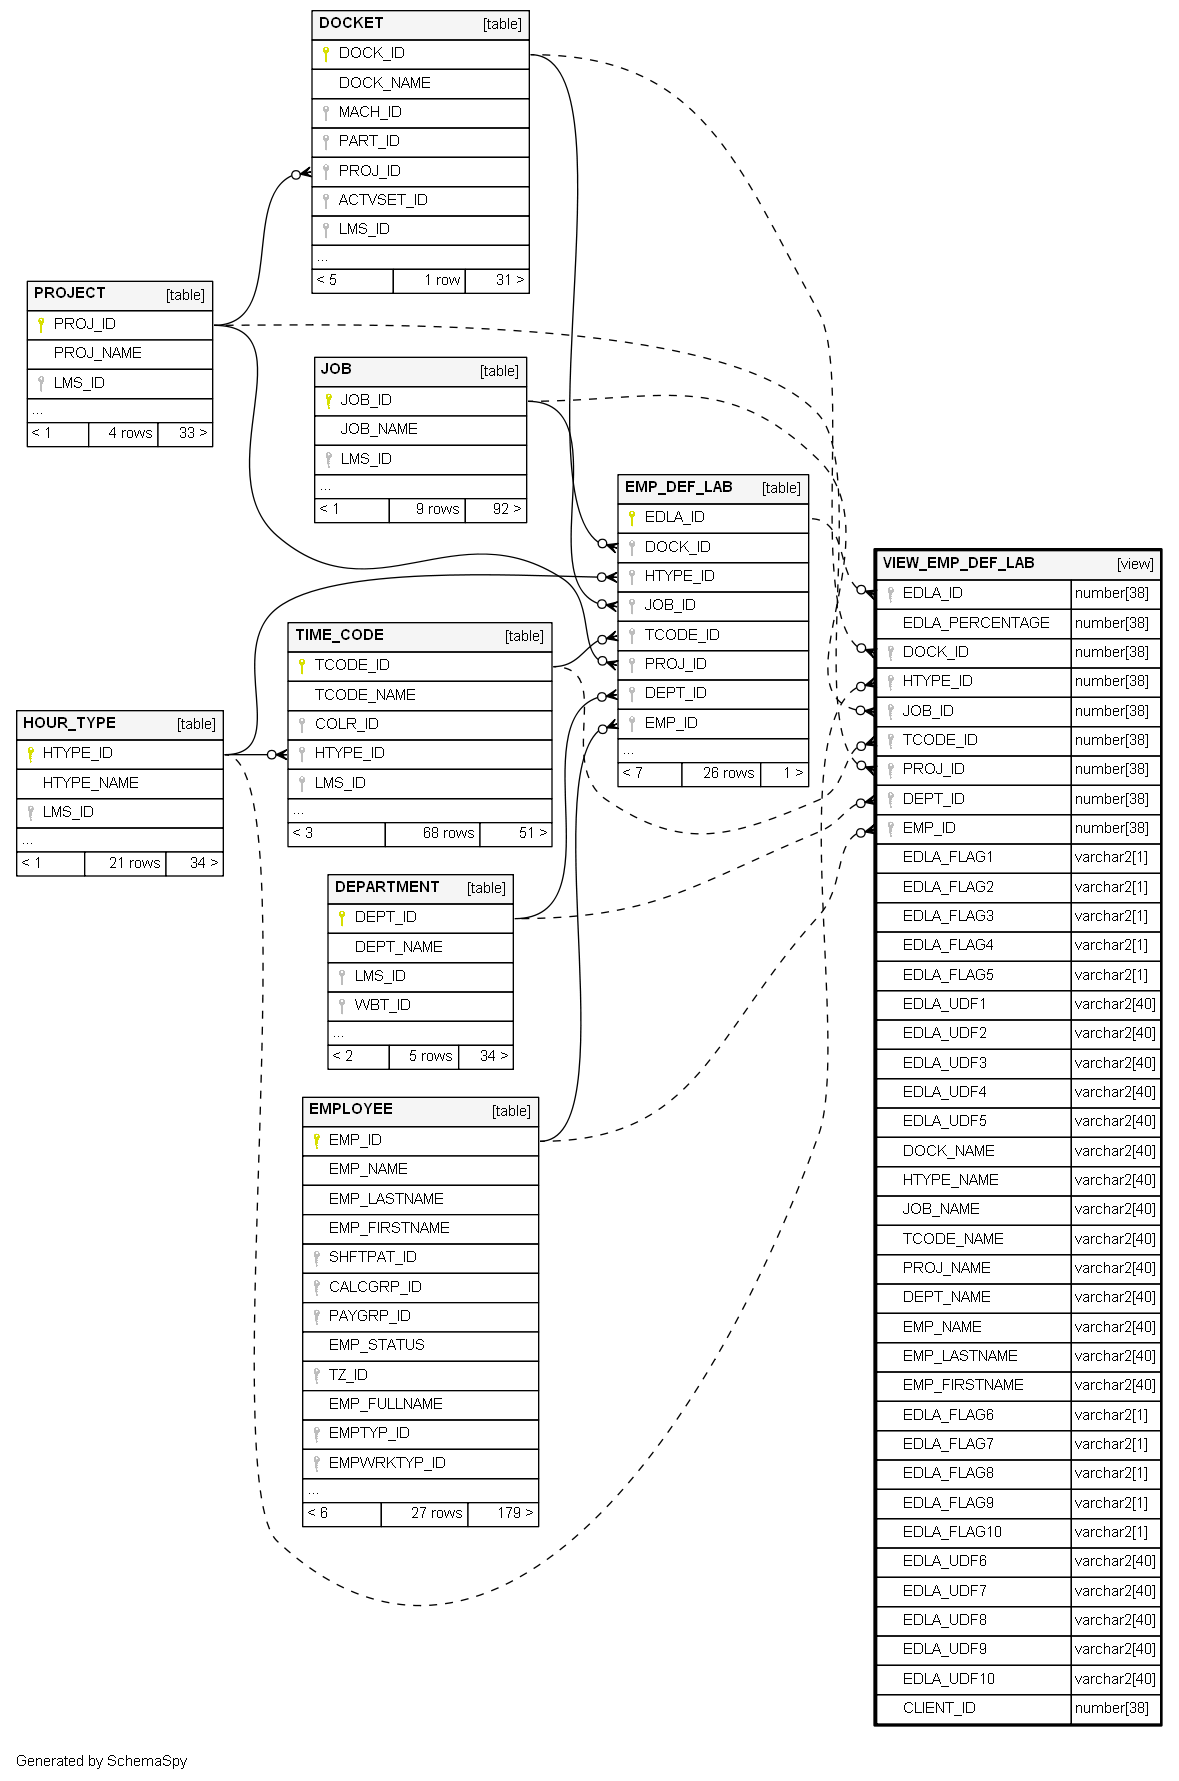 DOCKET [table]
DOCK_ID
DOCK_NAME
MACH_ID
PART_ID
PROJ_ID
ACTVSET_ID
LMS_ID
...
< 5 1 row 31 >
PROJECT [table]
PROJ_ID
PROJ_NAME
LMS_ID
...
< 1 4 rows 33 >
JOB [table]
JOB_ID
JOB_NAME
LMS_ID
...
< 1 9 rows 92 >
EMP_DEF_LAB [table]
EDLA_ID
DOCK_ID
HTYPE_ID
JOB_ID
TCODE_ID
PROJ_ID
DEPT_ID
EMP_ID
...
< 7 26 rows 1 >
TIME_CODE [table]
TCODE_ID
TCODE_NAME
COLR_ID
HTYPE_ID
LMS_ID
...
< 3 68 rows 51 >
HOUR_TYPE [table]
HTYPE_ID
HTYPE_NAME
LMS_ID
...
< 1 21 rows 34 >
DEPARTMENT [table]
DEPT_ID
DEPT_NAME
LMS_ID
WBT_ID
...
< 2 5 rows 34 >
EMPLOYEE [table]
EMP_ID
EMP_NAME
EMP_LASTNAME
EMP_FIRSTNAME
SHFTPAT_ID
CALCGRP_ID
PAYGRP_ID
EMP_STATUS
TZ_ID
EMP_FULLNAME
EMPTYP_ID
EMPWRKTYP_ID
...
< 6 27 rows 179 >
VIEW_EMP_DEF_LAB [view]
EDLA_ID number[38]
EDLA_PERCENTAGE number[38]
DOCK_ID number[38]
HTYPE_ID number[38]
JOB_ID number[38]
TCODE_ID number[38]
PROJ_ID number[38]
DEPT_ID number[38]
EMP_ID number[38]
EDLA_FLAG1 varchar2[1]
EDLA_FLAG2 varchar2[1]
EDLA_FLAG3 varchar2[1]
EDLA_FLAG4 varchar2[1]
EDLA_FLAG5 varchar2[1]
EDLA_UDF1 varchar2[40]
EDLA_UDF2 varchar2[40]
EDLA_UDF3 varchar2[40]
EDLA_UDF4 varchar2[40]
EDLA_UDF5 varchar2[40]
DOCK_NAME varchar2[40]
HTYPE_NAME varchar2[40]
JOB_NAME varchar2[40]
TCODE_NAME varchar2[40]
PROJ_NAME varchar2[40]
DEPT_NAME varchar2[40]
EMP_NAME varchar2[40]
EMP_LASTNAME varchar2[40]
EMP_FIRSTNAME varchar2[40]
EDLA_FLAG6 varchar2[1]
EDLA_FLAG7 varchar2[1]
EDLA_FLAG8 varchar2[1]
EDLA_FLAG9 varchar2[1]
EDLA_FLAG10 varchar2[1]
EDLA_UDF6 varchar2[40]
EDLA_UDF7 varchar2[40]
EDLA_UDF8 varchar2[40]
EDLA_UDF9 varchar2[40]
EDLA_UDF10 varchar2[40]
CLIENT_ID number[38]
Generated by SchemaSpy